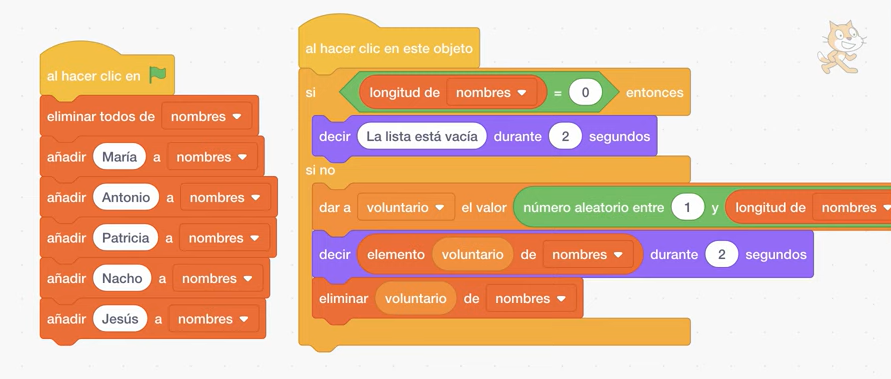 al hacer clic en
eliminar todos de nombres
añadir María a nombres
añadir Antonio a nombres
añadir Patricia a nombres
añadir Nacho a nombres
añadir Jesús a nombres
al hacer clic en este objeto
si longitud de nombres = 0 entonces
decir La lista está vacía durante 2 segundos
si no
dar a voluntario el valor número aleatorio entre 1 y longitud de nombres
decir elemento voluntario de nombres durante 2 segundos
eliminar voluntario de nombres